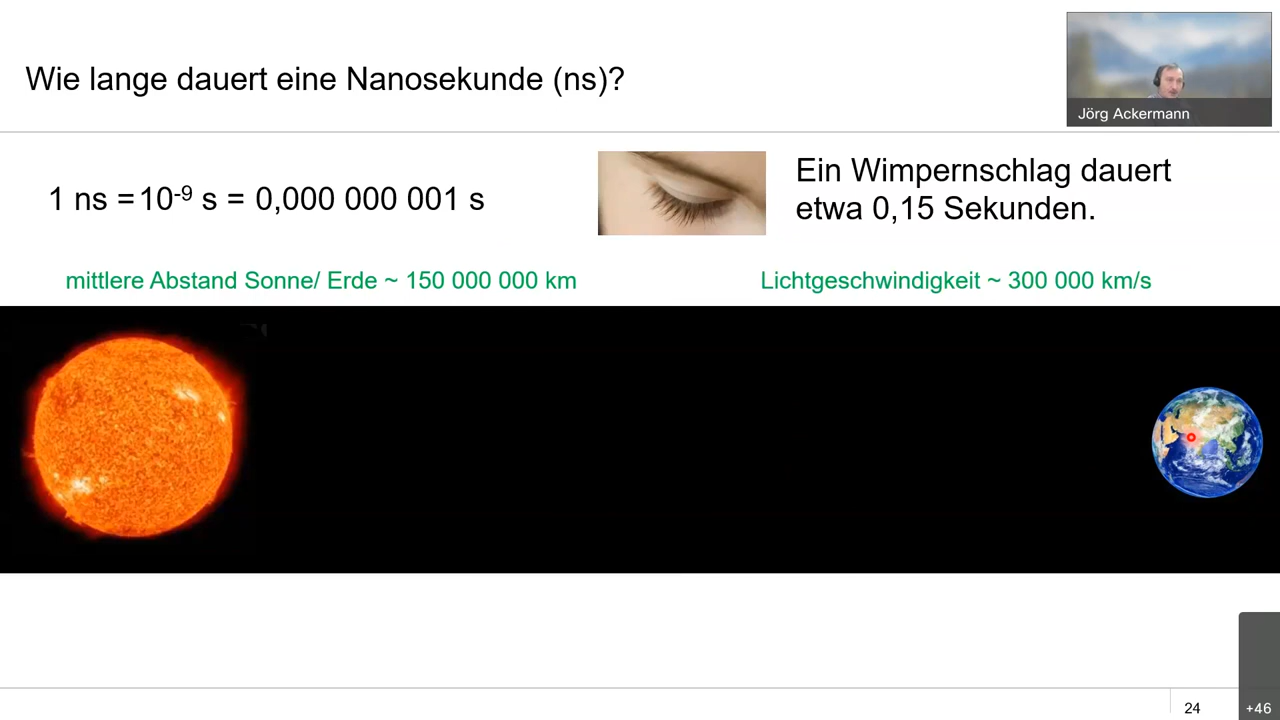 Wie lange dauert eine Nanosekunde (ns)?
Jörg Ackermann
1 ns = 10⁻⁹ s = 0,000 000 001 s
Ein Wimpernschlag dauert
etwa 0,15 Sekunden.
mittlere Abstand Sonne/ Erde ~ 150 000 000 km
Lichtgeschwindigkeit ~ 300 000 km/s
24
+46